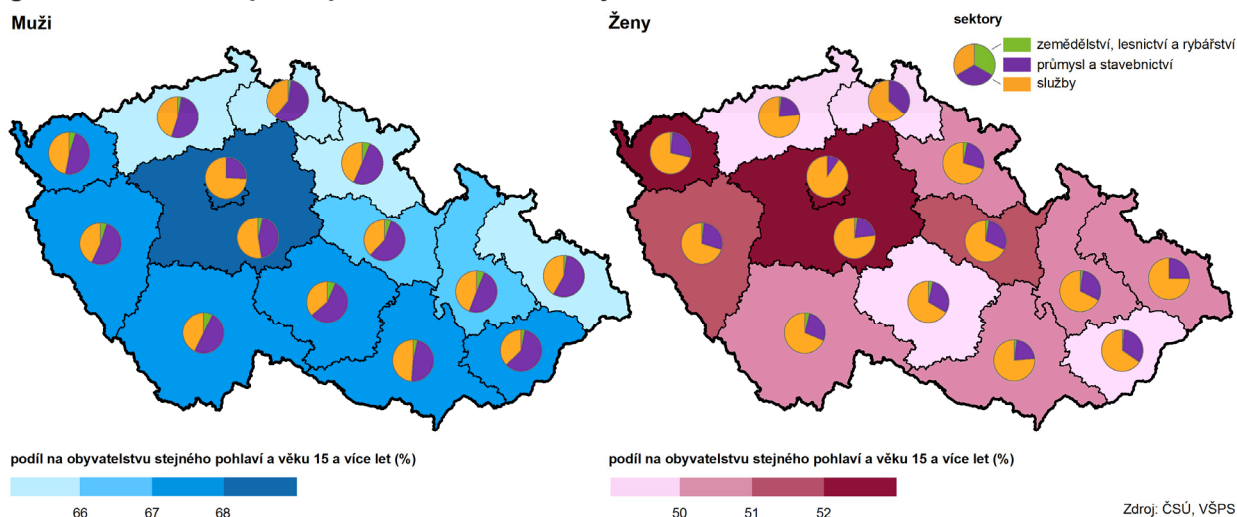 Muži
Ženy
sektory
zemědělství, lesnictví a rybářství
průmysl a stavebnictví
služby
podíl na obyvatelstvu stejného pohlaví a věku 15 a více let (%)
66 67 68
podíl na obyvatelstvu stejného pohlaví a věku 15 a více let (%)
50 51 52
Zdroj: ČSÚ, VŠPS